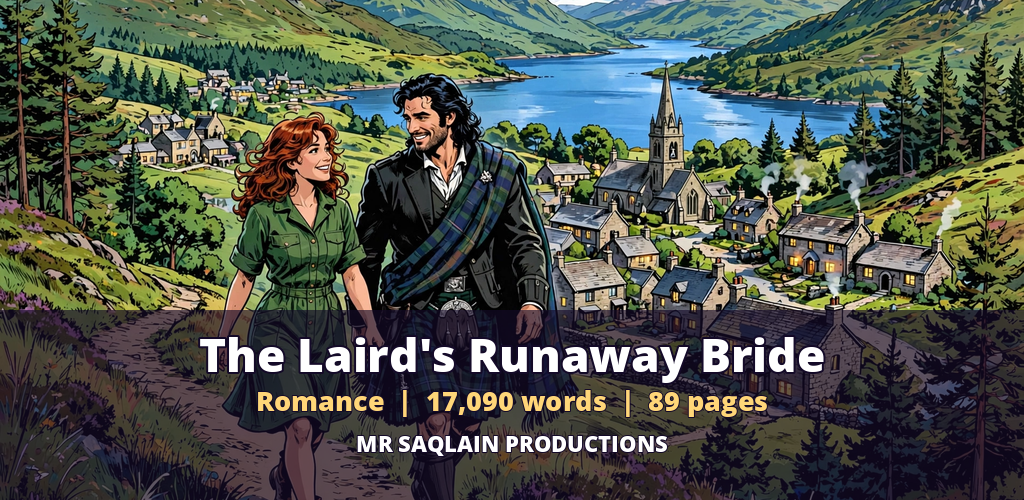 The Laird's Runaway Bride
Romance | 17,090 words | 89 pages
MR SAQLAIN PRODUCTIONS